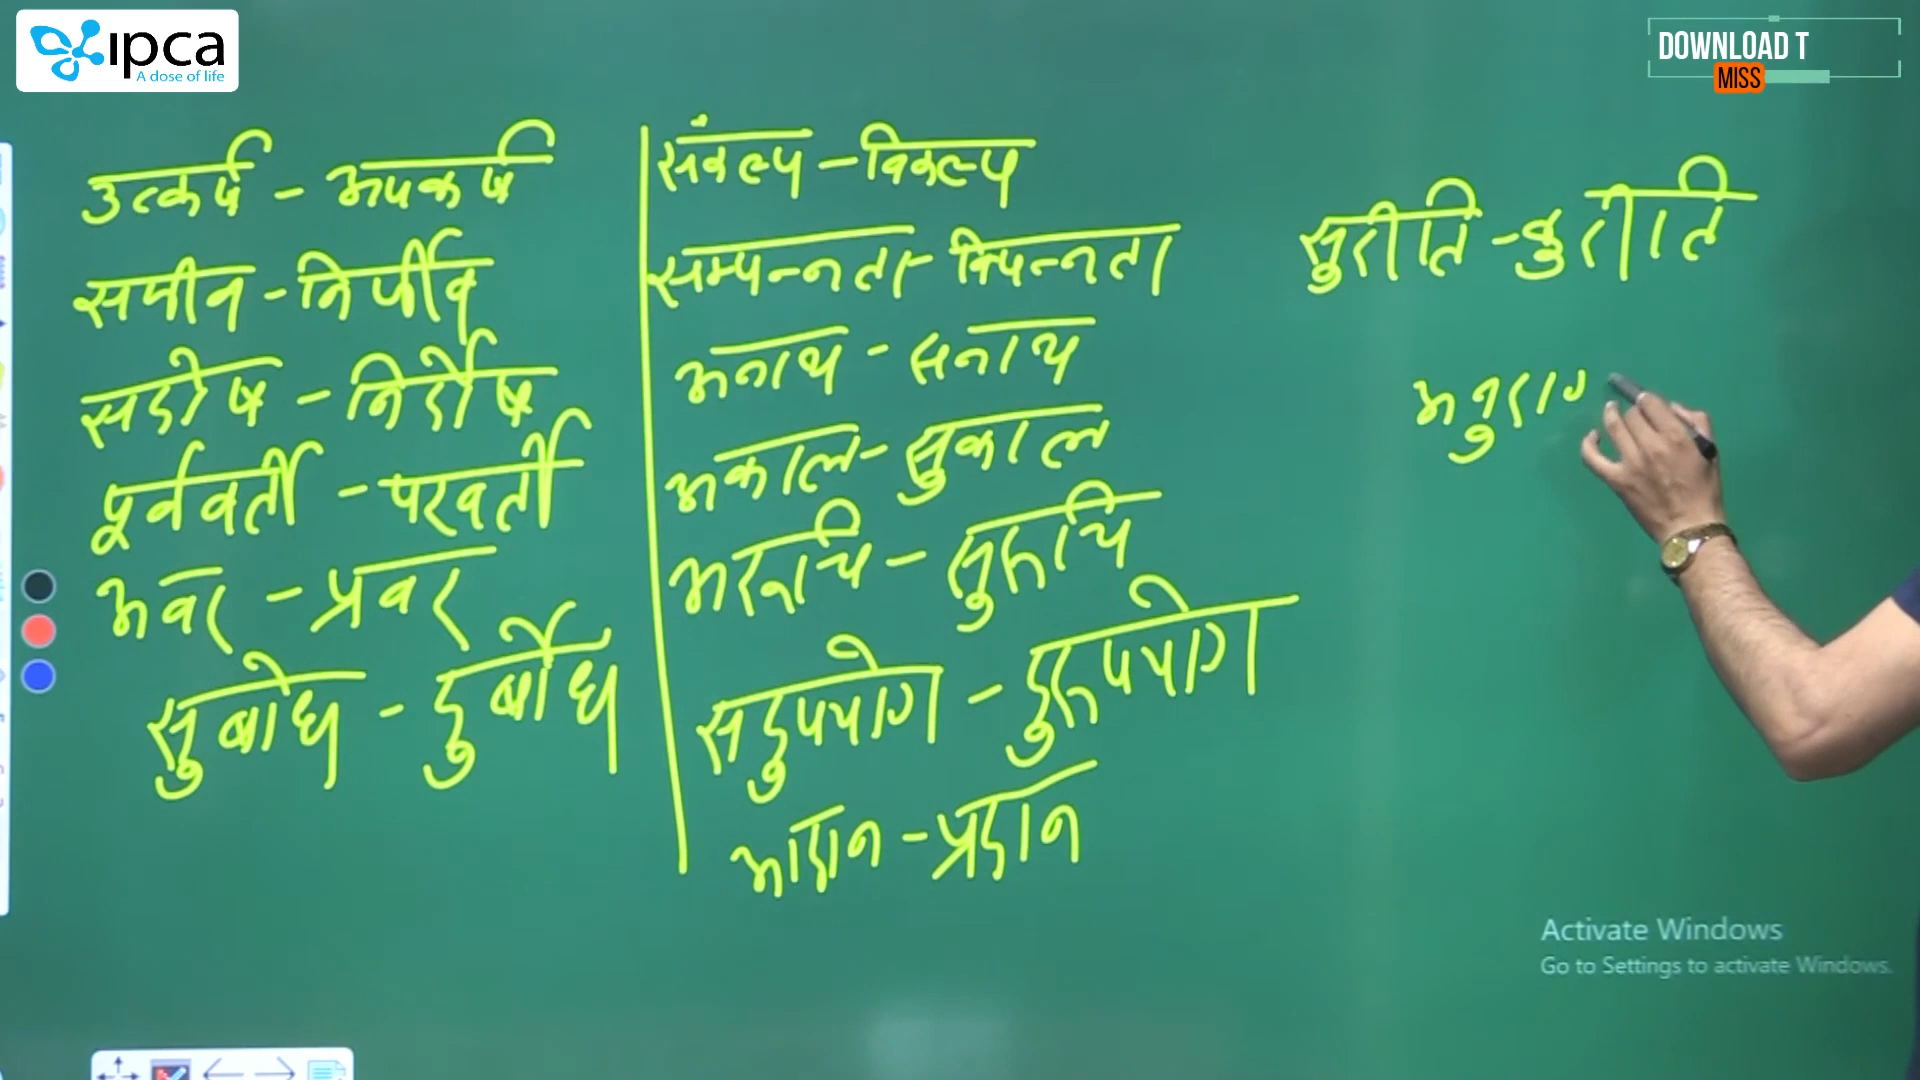 ipca
A dose of life
DOWNLOAD T
MISS
उत्कर्ष - अपकर्ष
सजीव - निर्जीव
सदोष - निर्दोष
पूर्ववर्ती - परवर्ती
अवर - प्रवर
सुबोध - दुर्बोध
संकल्प - विकल्प
सम्पन्नता - विपन्नता
अनाथ - सनाथ
अकाल - सुकाल
अरूचि - सुरूचि
सदुपयोग - दुरूपयोग
आदान - प्रदान
सुरीति - कुरीति
अनुराग
Activate Windows
Go to Settings to activate Windows.